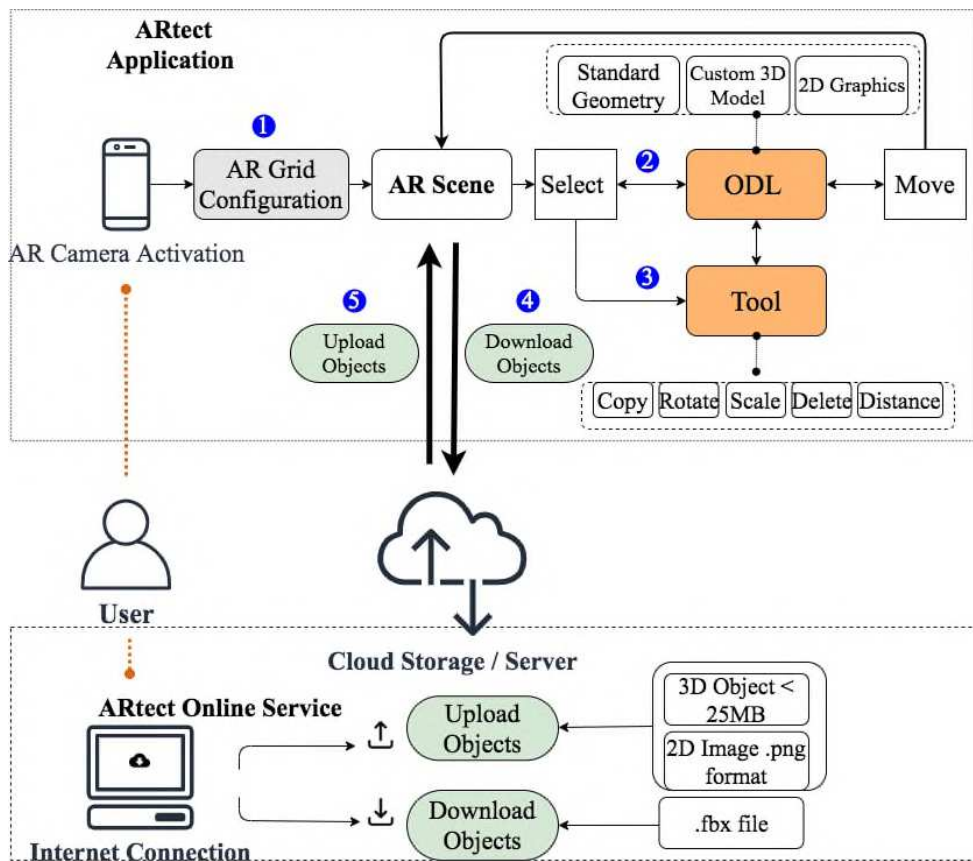 ARtect
Application
Standard
Geometry
Custom 3D
Model
2D Graphics
1
AR Grid
Configuration
AR Scene
Select
2
ODL
Move
AR Camera Activation
3
Tool
5
Upload
Objects
4
Download
Objects
Copy
Rotate
Scale
Delete
Distance
User
Cloud Storage / Server
ARtect Online Service
Upload
Objects
3D Object <
25MB
2D Image .png
format
Download
Objects
.fbx file
Internet Connection